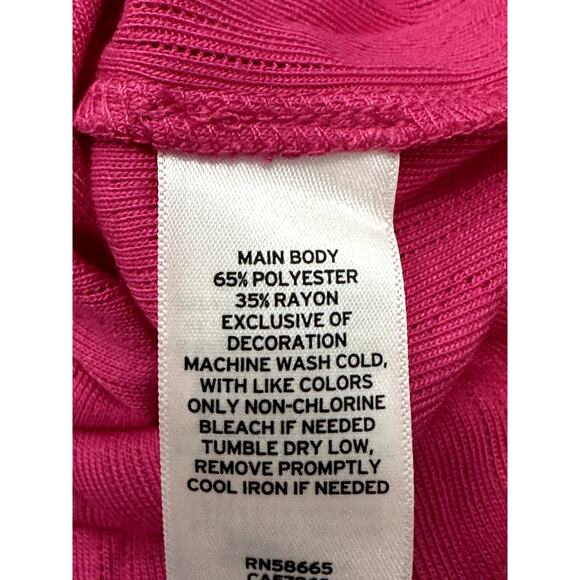 MAIN BODY
65% POLYESTER
35% RAYON
EXCLUSIVE OF
DECORATION
MACHINE WASH COLD,
WITH LIKE COLORS
ONLY NON-CHLORINE
BLEACH IF NEEDED
TUMBLE DRY LOW,
REMOVE PROMPTLY
COOL IRON IF NEEDED
RN58665